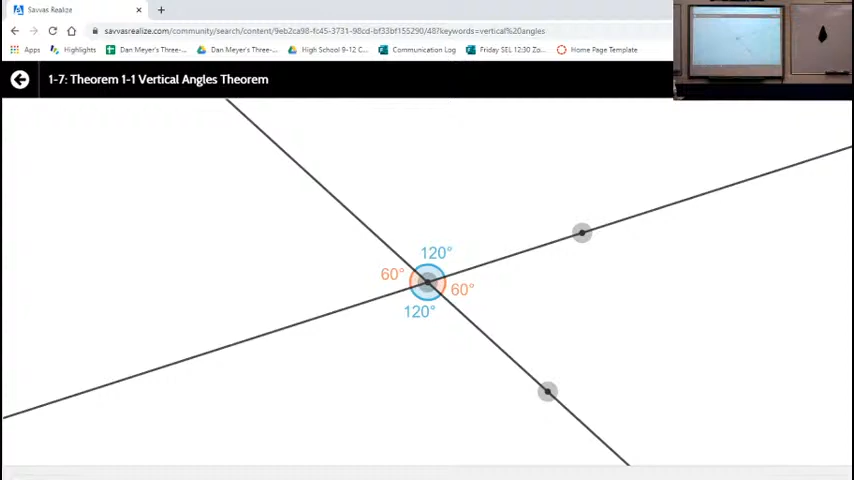 Savvas Realize
savvasrealize.com/community/search/content/9eb2ca98-fc45-3731-98cd-bf33bf155290/48?keywords=vertical%20angles
Apps Highlights Dan Meyer's Three-... Dan Meyer's Three-... High School 9-12 C... Communication Log Friday SEL 12:30 Zo... Home Page Template
1-7: Theorem 1-1 Vertical Angles Theorem
120°
60°
60°
120°